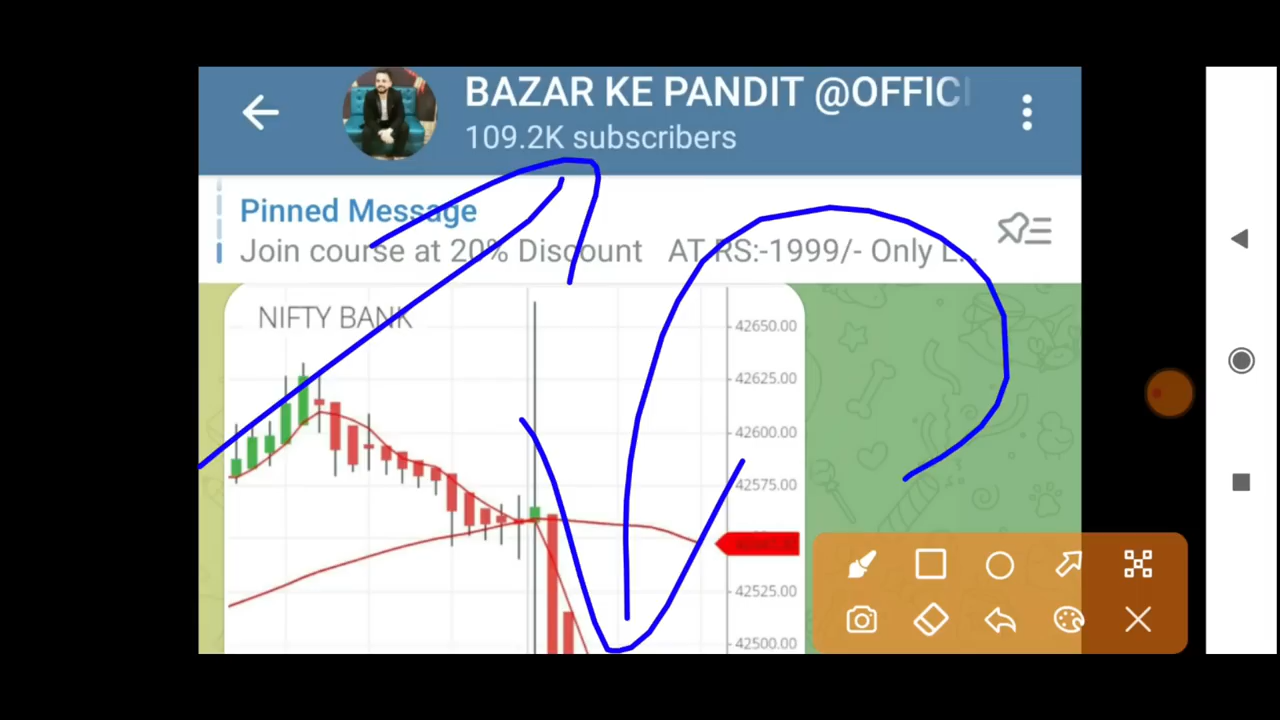 BAZAR KE PANDIT @OFFIC
109.2K subscribers
Pinned Message
Join course at 20% Discount AT RS:-1999/- Only L...
NIFTY BANK
42650.00
42625.00
42600.00
42575.00
42525.00
42500.00